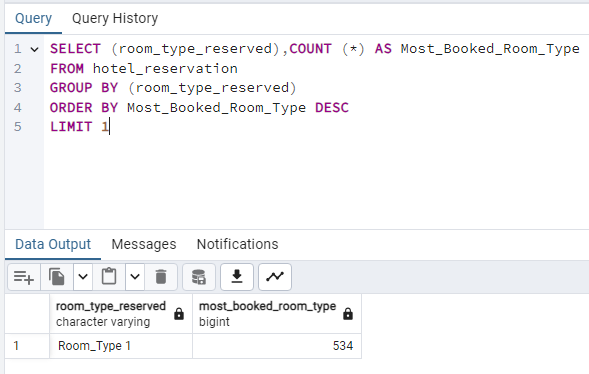 Query Query History
1 SELECT (room_type_reserved),COUNT (*) AS Most_Booked_Room_Type
2 FROM hotel_reservation
3 GROUP BY (room_type_reserved)
4 ORDER BY Most_Booked_Room_Type DESC
5 LIMIT 1
Data Output Messages Notifications
room_type_reserved most_booked_room_type
character varying bigint
1 Room_Type 1 534